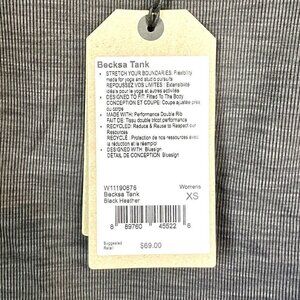 Becksa Tank
• STRETCH YOUR BOUNDARIES: Flexibility
made for yoga and studio pursuits
REPOUSSEZ VOS LIMITES : Extensibilité
idéale pour le yoga et autres activités
• DESIGNED TO FIT: Fitted To The Body
CONCEPTION ET COUPE: Coupe ajustée près
du corps
• MADE WITH: Performance Double Rib
FAIT DE: Tissu double tricot performance
• RECYCLED: Reduce & Reuse to Respect our
Resources
RECYCLÉ : Protection de nos ressources avec
la réduction et le réemploi
• DESIGNED WITH: Bluesign
DETAIL DE CONCEPTION: Bluesign
W11190676 Womens
Becksa Tank XS
Black Heather
8 89760 45522 6
Suggested
Retail $69.00